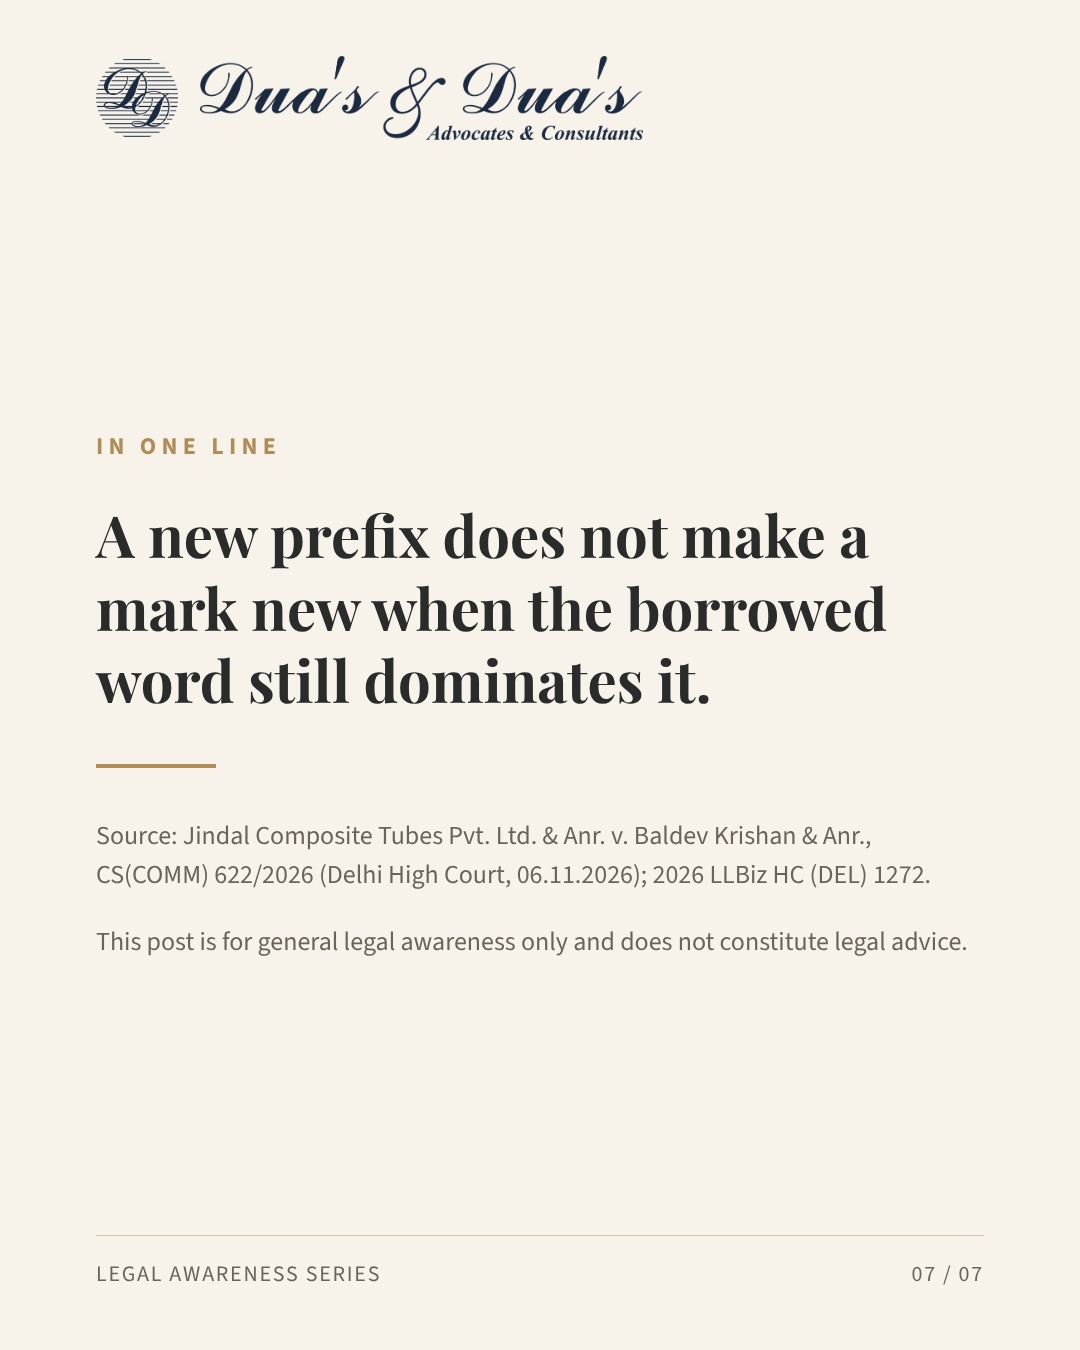 DD
Dua's & Dua's
Advocates & Consultants
IN ONE LINE
A new prefix does not make a
mark new when the borrowed
word still dominates it.
Source: Jindal Composite Tubes Pvt. Ltd. & Anr. v. Baldev Krishan & Anr.,
CS(COMM) 622/2026 (Delhi High Court, 06.11.2026); 2026 LLBiz HC (DEL) 1272.
This post is for general legal awareness only and does not constitute legal advice.
LEGAL AWARENESS SERIES
07 / 07